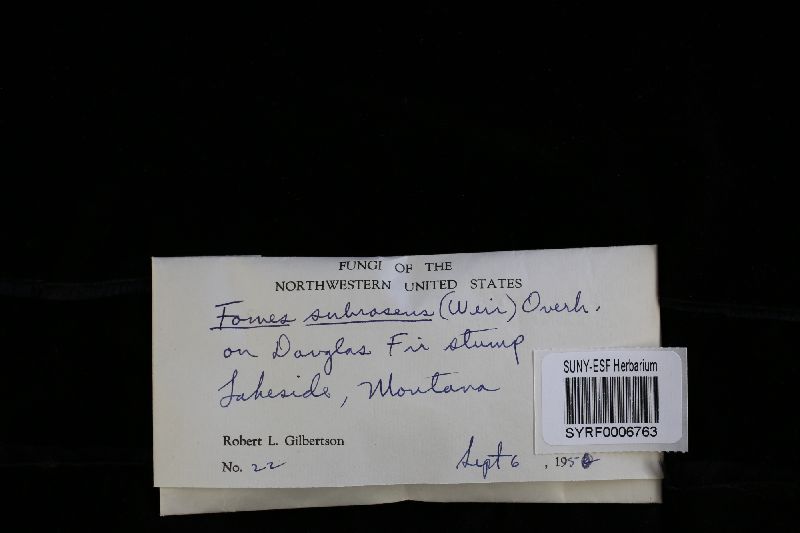 FUNGI OF THE
NORTHWESTERN UNITED STATES
Fomes subroseus (Weir) Overh.
on Douglas Fir stump
Lakeside, Montana
SUNY-ESF Herbarium
SYRF0006763
Robert L. Gilbertson
No. 22
Sept 6, 1950